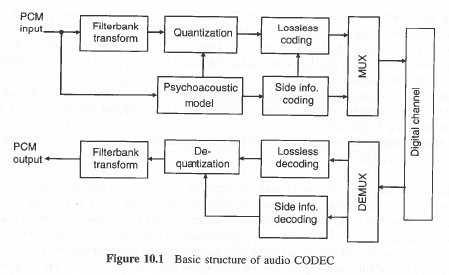 PCM
input
Filterbank
transform
Quantization
Lossless
coding
MUX
Psychoacoustic
model
Side info.
coding
Digital channel
PCM
output
Filterbank
transform
De-
quantization
Lossless
decoding
DEMUX
Side info.
decoding
Figure 10.1 Basic structure of audio CODEC